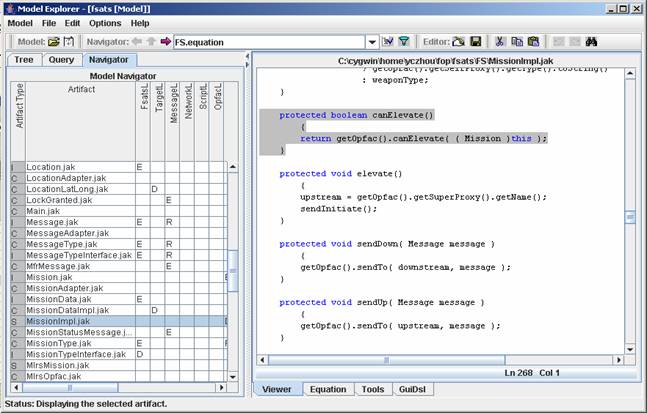 Model Explorer - [fsats [Model]]
Model File Edit Options Help
Model: Navigator: FS.equation Editor:
Tree Query Navigator
Model Navigator
Artifact Type Artifact FsatsL TargetL MessageL NetworkL ScriptL OpfacL
I Location.jak E
C LocationAdapter.jak
C LocationLatLong.jak D
C LockGranted.jak E
C Main.jak
I Message.jak E R
C MessageAdapter.jak
C MessageType.jak E R
I MessageTypeInterface.jak E R
C MfrMessage.jak E
I Mission.jak
C MissionAdapter.jak
I MissionData.jak E
C MissionDataImpl.jak D
S MissionImpl.jak
C MissionStatusMessage.j... E
C MissionType.jak E
I MissionTypeInterface.jak D
S MlrsMission.jak
C MlrsOpfac.jak
C:\cygwin\home\yczhou\fop\fsats\FS\MissionImpl.jak
? getOpfac().getSelfProxy().getType().toString()
: weaponType;
}
protected boolean canElevate()
{
return getOpfac().canElevate( ( Mission )this );
}
protected void elevate()
{
upstream = getOpfac().getSuperProxy().getName();
sendInitiate();
}
protected void sendDown( Message message )
{
getOpfac().sendTo( downstream, message );
}
protected void sendUp( Message message )
{
getOpfac().sendTo( upstream, message );
}
Ln 268 Col 1
Viewer Equation Tools GuiDsl
Status: Displaying the selected artifact.